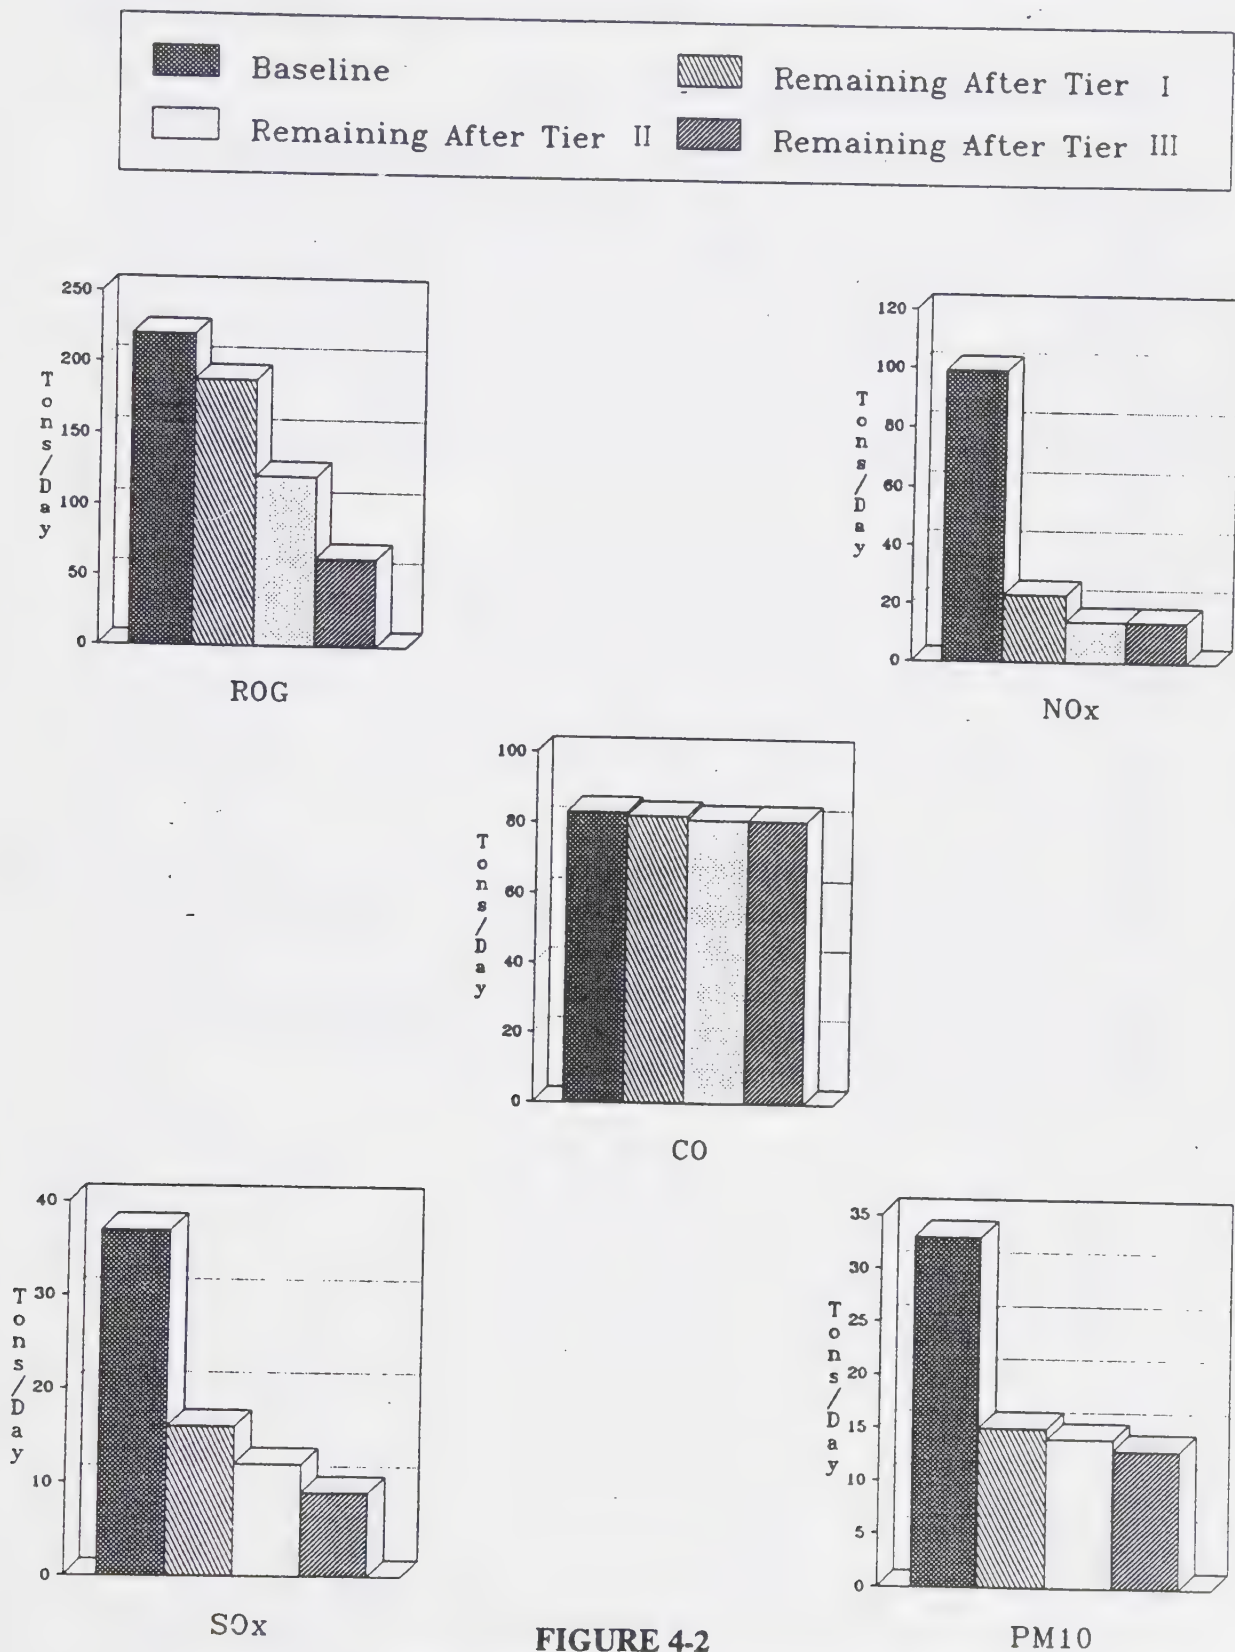 Baseline
Remaining After Tier I
Remaining After Tier II
Remaining After Tier III
250
200
150
100
50
0
Tons/Day
ROG
120
100
80
60
40
20
0
Tons/Day
NOx
100
80
60
40
20
0
Tons/Day
CO
40
30
20
10
0
Tons/Day
SOx
35
30
25
20
15
10
5
0
Tons/Day
PM10
FIGURE 4-2